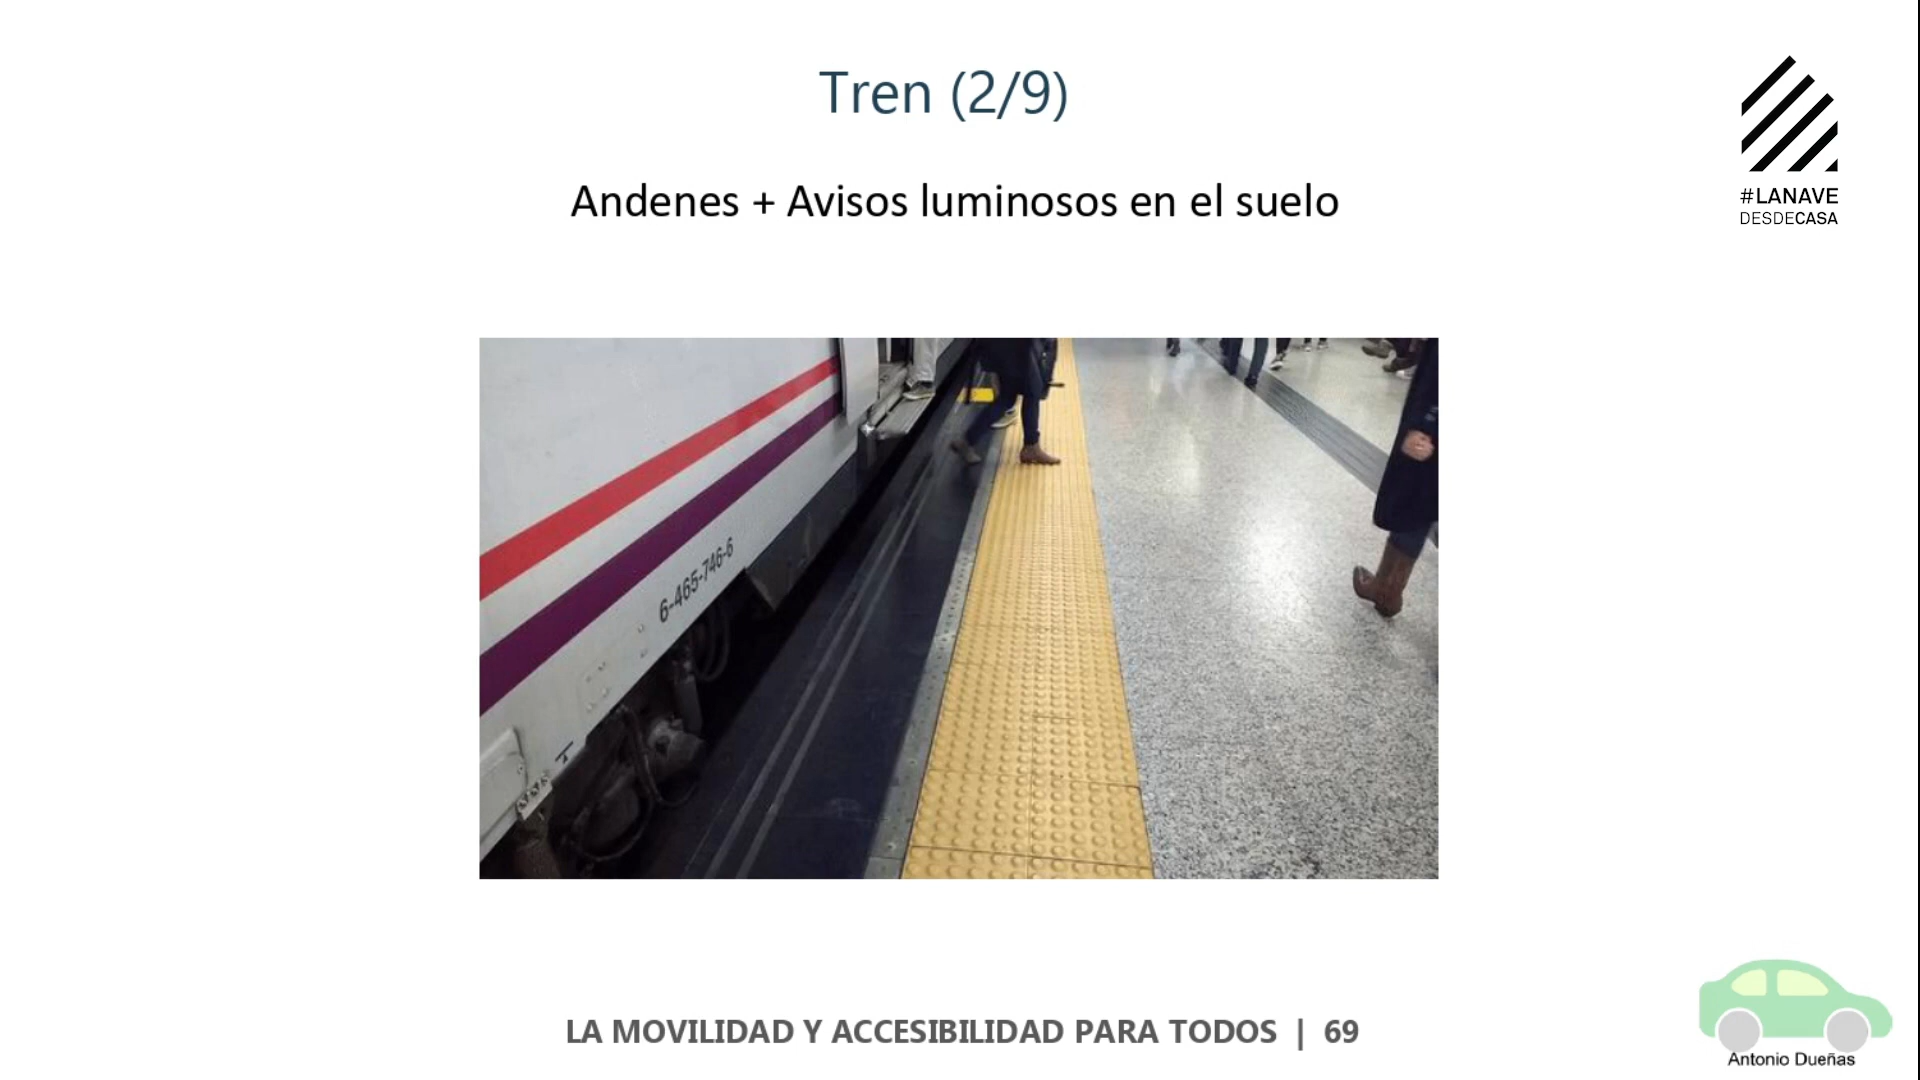 Tren (2/9)
#LANAVE
DESDECASA
Andenes + Avisos luminosos en el suelo
6-465-746-6
LA MOVILIDAD Y ACCESIBILIDAD PARA TODOS | 69
Antonio Dueñas